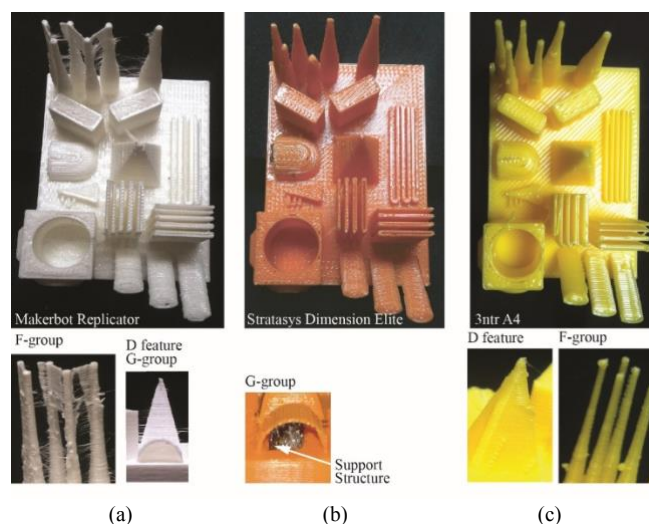 Makerbot Replicator
Stratasys Dimension Elite
3ntr A4
F-group
D feature
G-group
G-group
Support
Structure
D feature
F-group
(a)
(b)
(c)